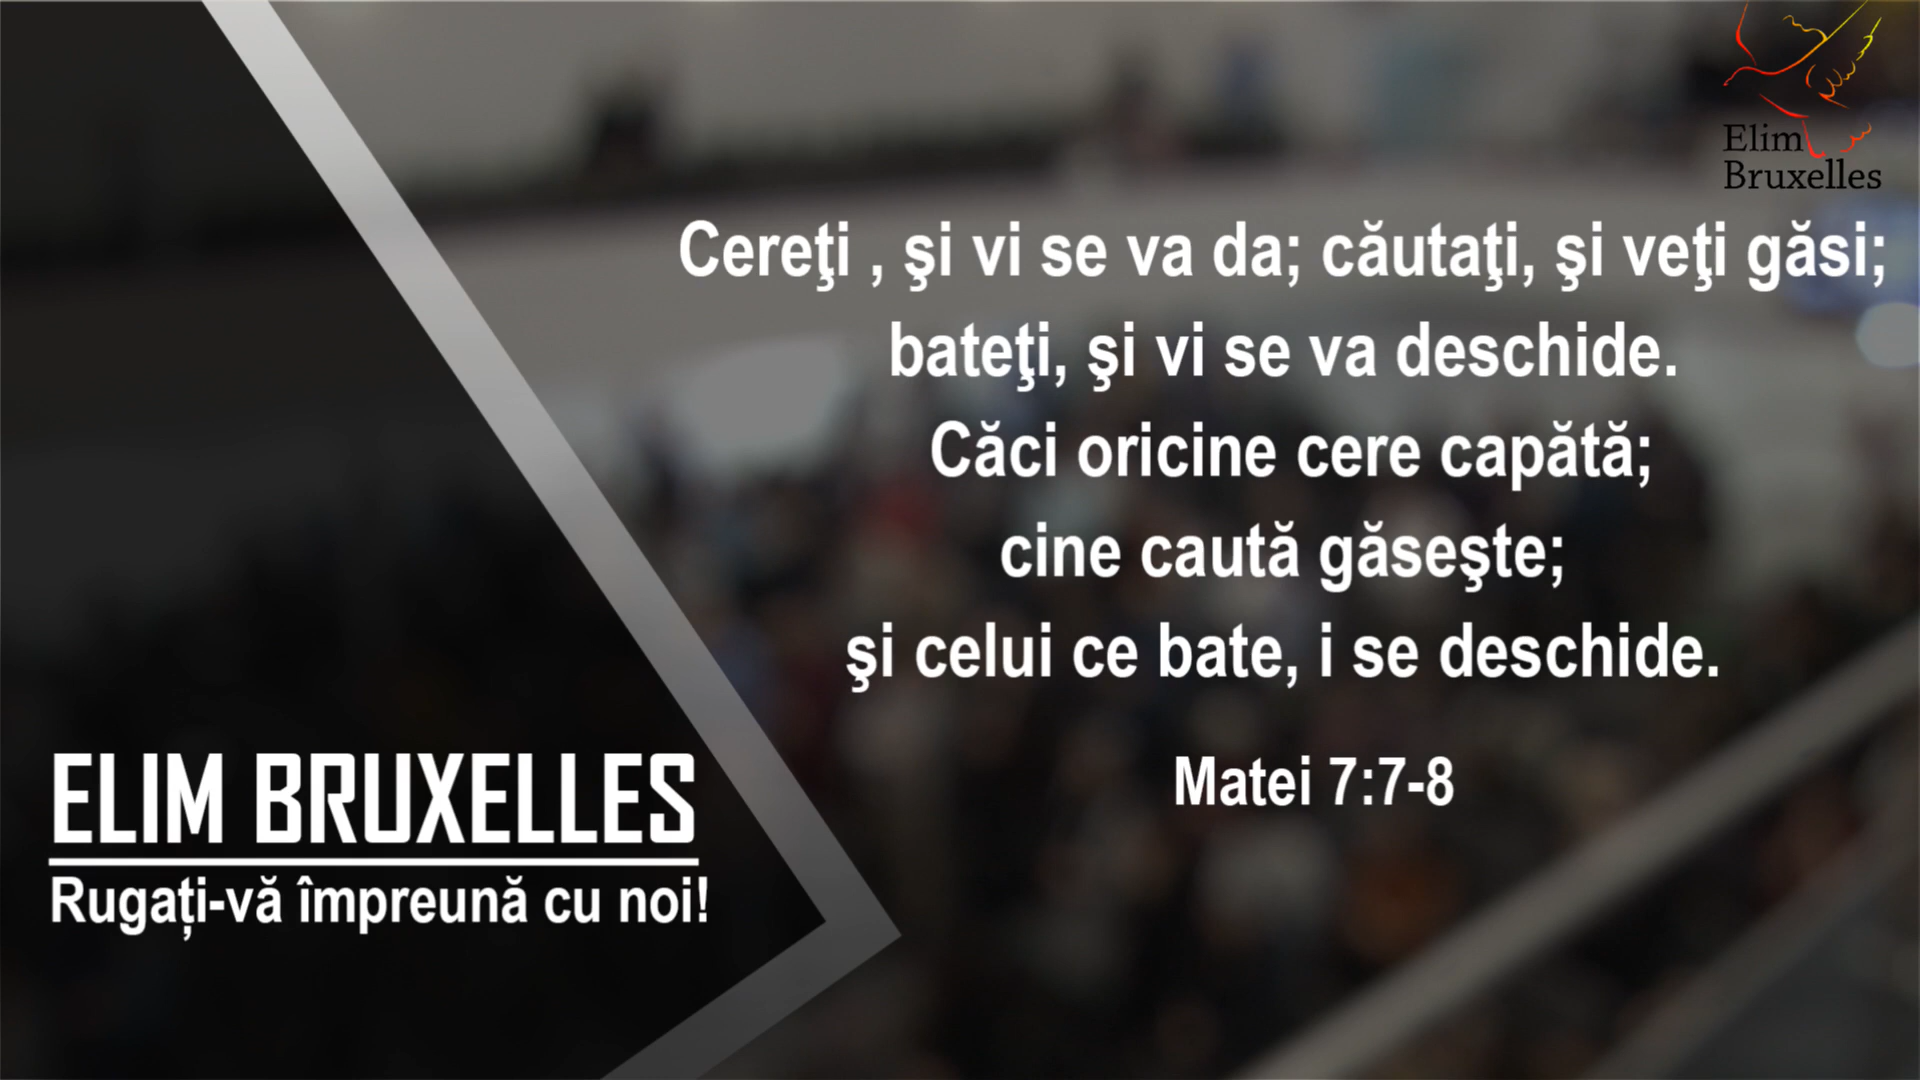 Elim
Bruxelles
Cereţi , şi vi se va da; căutaţi, şi veţi găsi;
bateţi, şi vi se va deschide.
Căci oricine cere capătă;
cine caută găseşte;
şi celui ce bate, i se deschide.
Matei 7:7-8
ELIM BRUXELLES
Rugați-vă împreună cu noi!